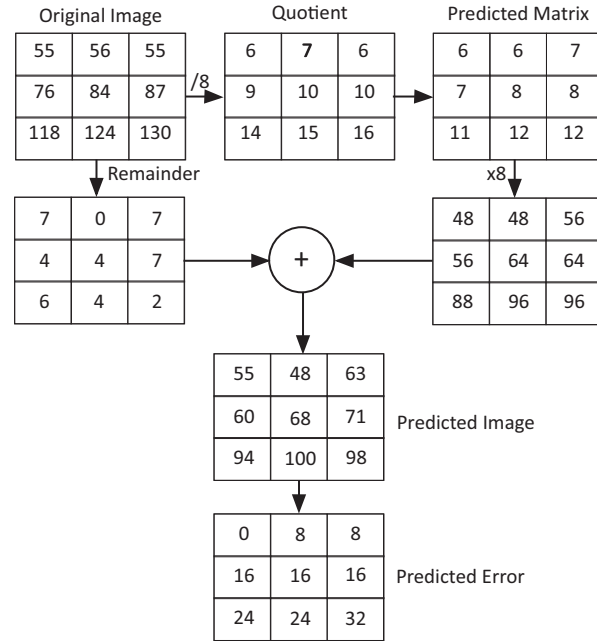 Original Image Quotient Predicted Matrix
55 56 55 6 7 6 6 6 7
76 84 87 /8 9 10 10 7 8 8
118 124 130 14 15 16 11 12 12
Remainder x8
7 0 7 48 48 56
4 4 7 + 56 64 64
6 4 2 88 96 96
55 48 63
60 68 71 Predicted Image
94 100 98
0 8 8
16 16 16 Predicted Error
24 24 32